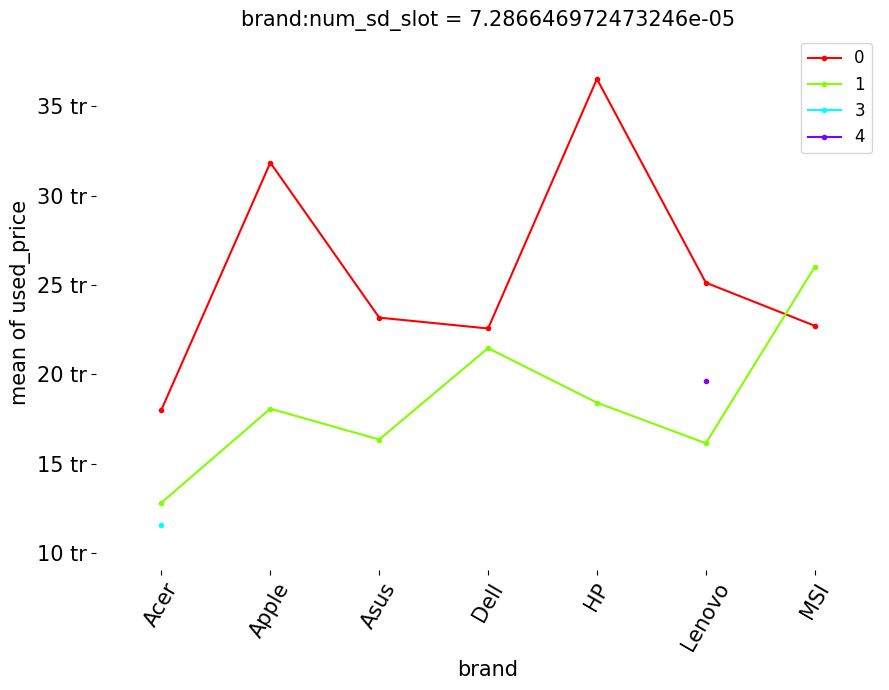 brand:num_sd_slot = 7.286646972473246e-05
0
1
3
4
35 tr
30 tr
25 tr
20 tr
15 tr
10 tr
mean of used_price
Acer
Apple
Asus
Dell
HP
Lenovo
MSI
brand